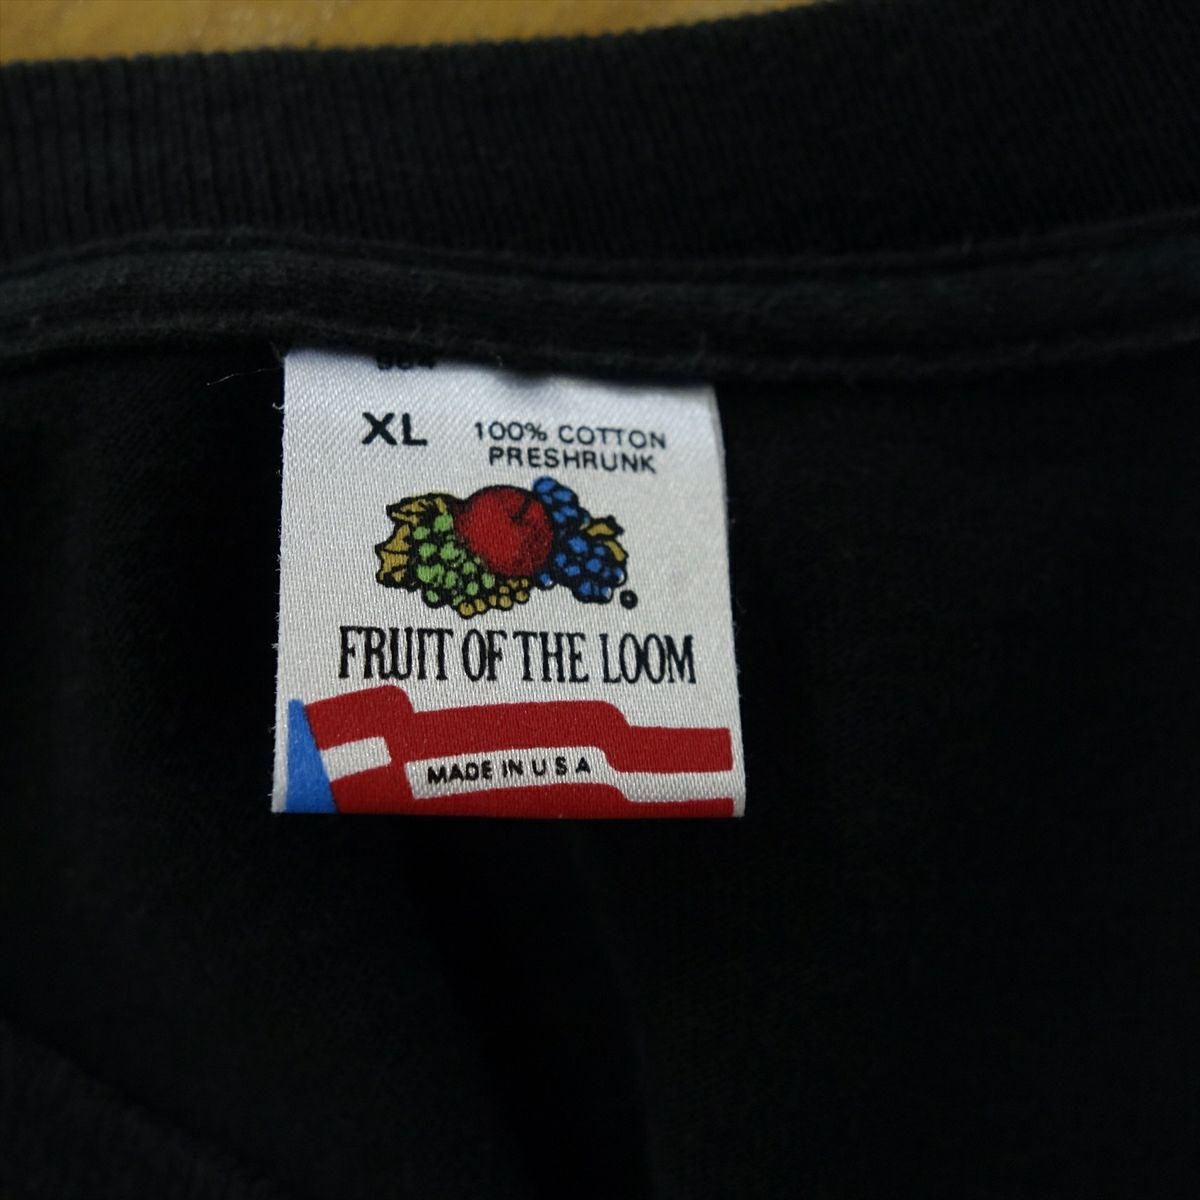 XL
100% COTTON
PRESHRUNK
FRUIT OF THE LOOM
MADE IN U S A